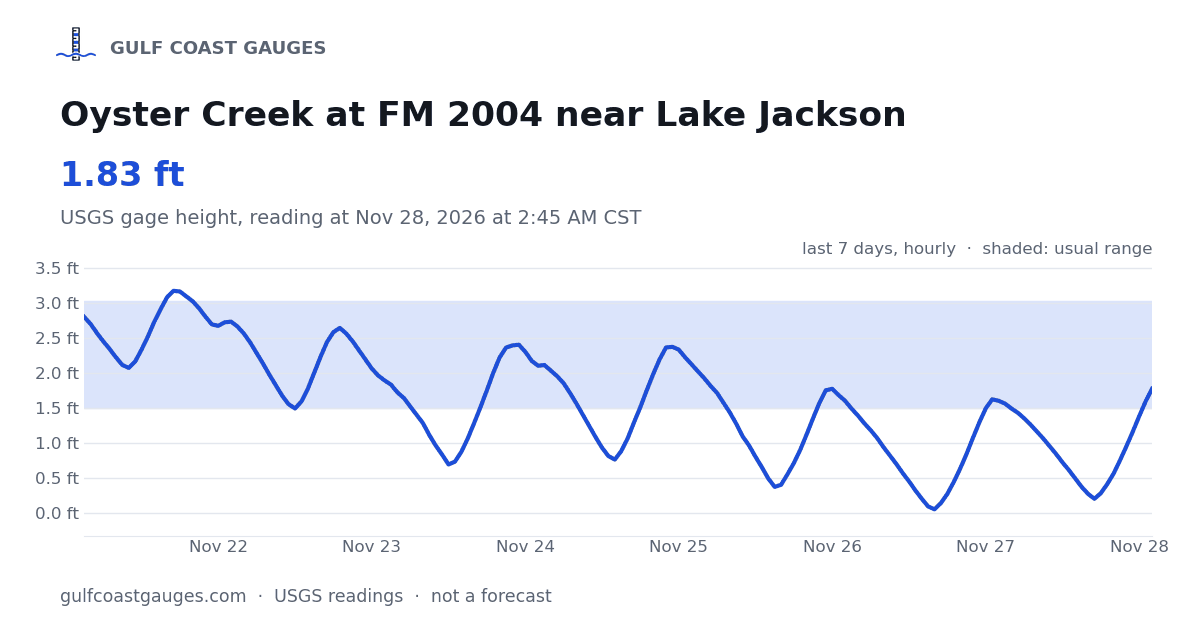 GULF COAST GAUGES
Oyster Creek at FM 2004 near Lake Jackson
1.83 ft
USGS gage height, reading at Nov 28, 2026 at 2:45 AM CST
last 7 days, hourly · shaded: usual range
3.5 ft
3.0 ft
2.5 ft
2.0 ft
1.5 ft
1.0 ft
0.5 ft
0.0 ft
Nov 22 Nov 23 Nov 24 Nov 25 Nov 26 Nov 27 Nov 28
gulfcoastgauges.com · USGS readings · not a forecast